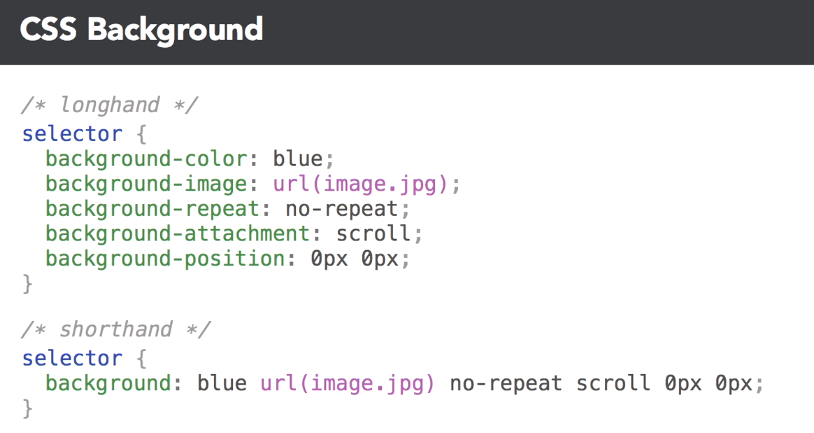 CSS Background
/* longhand */
selector {
  background-color: blue;
  background-image: url(image.jpg);
  background-repeat: no-repeat;
  background-attachment: scroll;
  background-position: 0px 0px;
}
/* shorthand */
selector {
  background: blue url(image.jpg) no-repeat scroll 0px 0px;
}